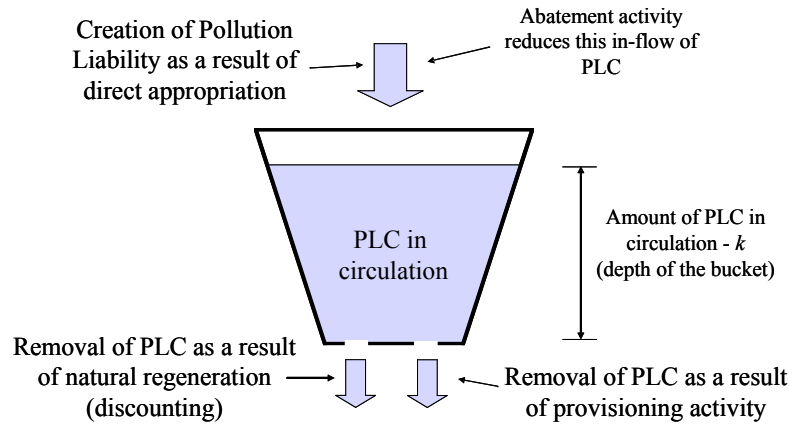 Creation of Pollution
Liability as a result of
direct appropriation
Abatement activity
reduces this in-flow of
PLC
PLC in
circulation
Amount of PLC in
circulation - k
(depth of the bucket)
Removal of PLC as a result
of natural regeneration
(discounting)
Removal of PLC as a result
of provisioning activity